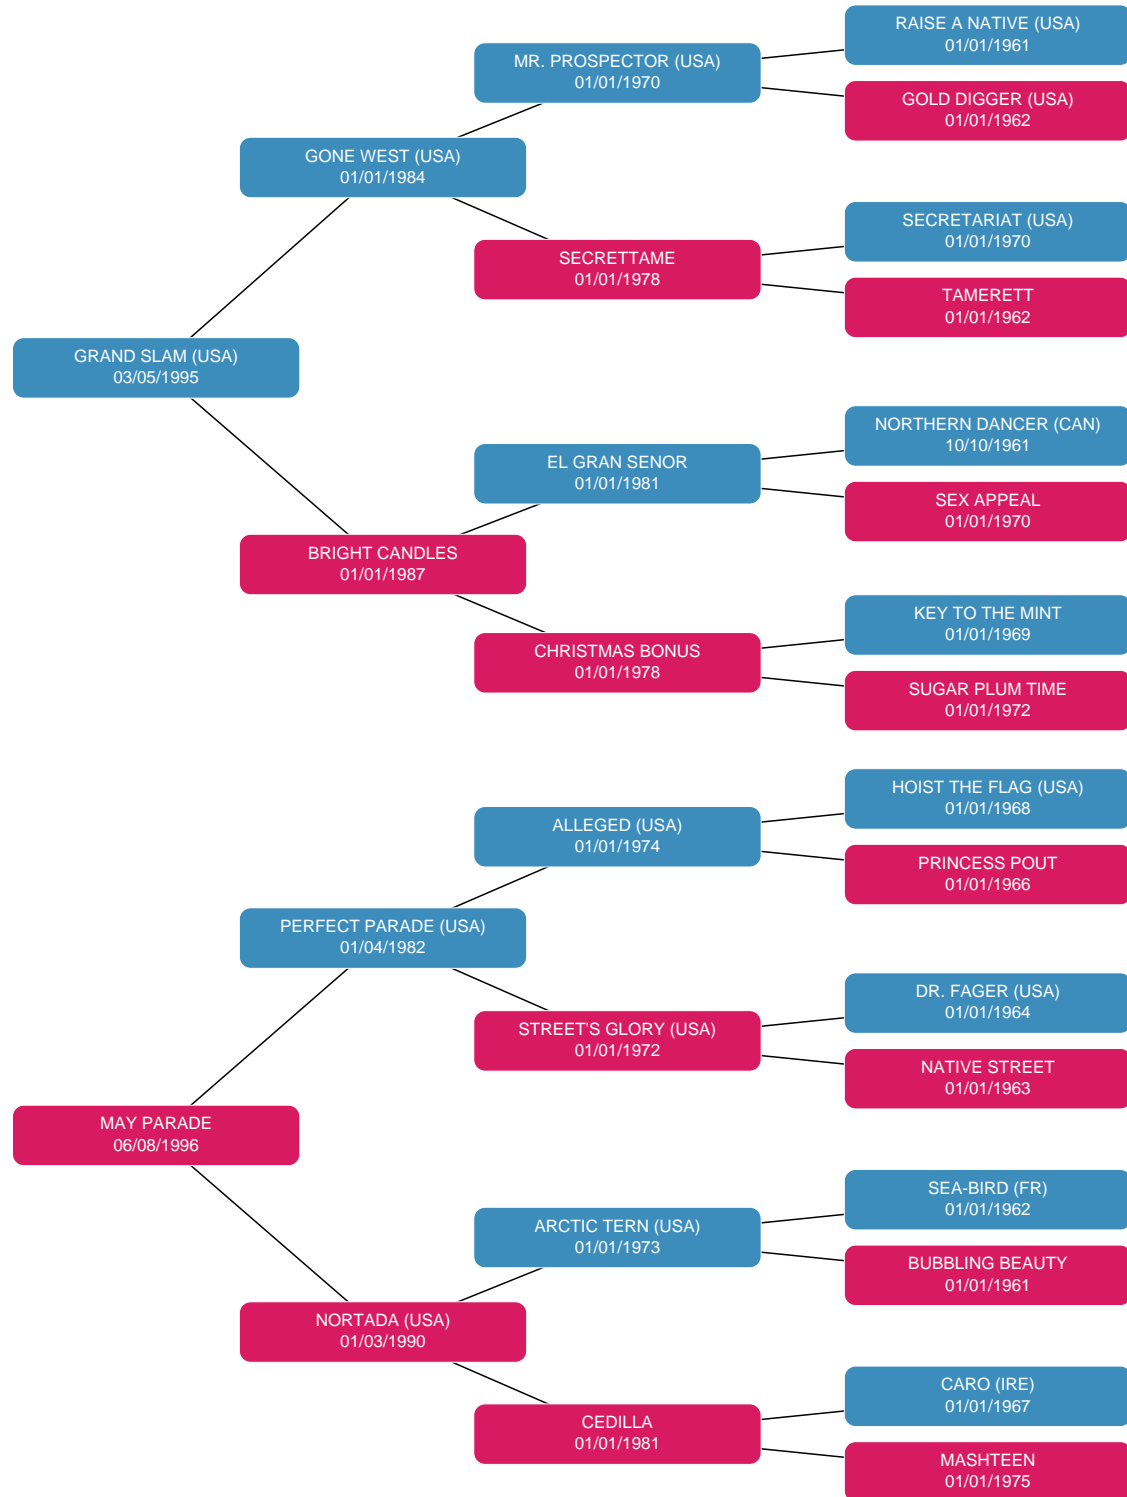 RAISE A NATIVE (USA)
01/01/1961
MR. PROSPECTOR (USA)
01/01/1970
GOLD DIGGER (USA)
01/01/1962
GONE WEST (USA)
01/01/1984
SECRETARIAT (USA)
01/01/1970
SECRETTAME
01/01/1978
TAMERETT
01/01/1962
GRAND SLAM (USA)
03/05/1995
NORTHERN DANCER (CAN)
10/10/1961
EL GRAN SENOR
01/01/1981
SEX APPEAL
01/01/1970
BRIGHT CANDLES
01/01/1987
KEY TO THE MINT
01/01/1969
CHRISTMAS BONUS
01/01/1978
SUGAR PLUM TIME
01/01/1972
HOIST THE FLAG (USA)
01/01/1968
ALLEGED (USA)
01/01/1974
PRINCESS POUT
01/01/1966
PERFECT PARADE (USA)
01/04/1982
DR. FAGER (USA)
01/01/1964
STREET'S GLORY (USA)
01/01/1972
NATIVE STREET
01/01/1963
MAY PARADE
06/08/1996
SEA-BIRD (FR)
01/01/1962
ARCTIC TERN (USA)
01/01/1973
BUBBLING BEAUTY
01/01/1961
NORTADA (USA)
01/03/1990
CARO (IRE)
01/01/1967
CEDILLA
01/01/1981
MASHTEEN
01/01/1975